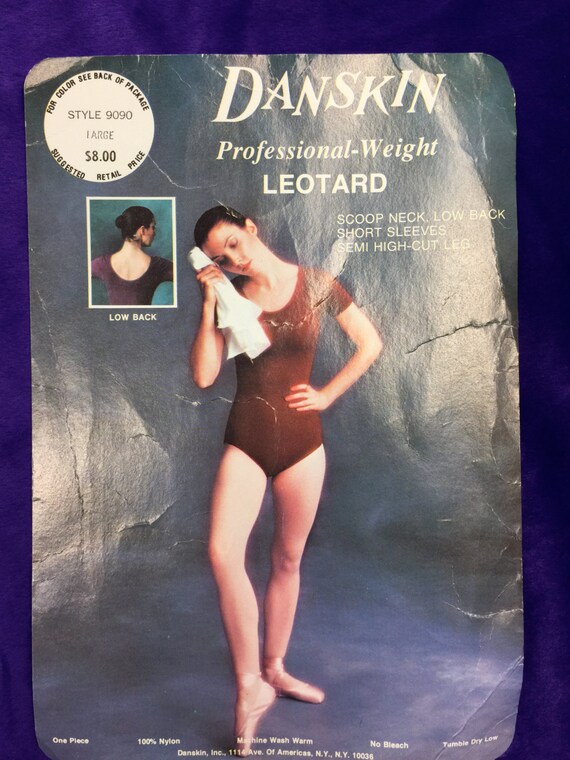 FOR COLOR SEE BACK OF PACKAGE
STYLE 9090
LARGE
$8.00
SUGGESTED RETAIL PRICE
DANSKIN
Professional-Weight
LEOTARD
SCOOP NECK, LOW BACK
SHORT SLEEVES
SEMI HIGH-CUT LEG
LOW BACK
One Piece 100% Nylon Machine Wash Warm No Bleach Tumble Dry Low
Danskin, Inc., 1114 Ave. Of Americas, N.Y., N.Y. 10036